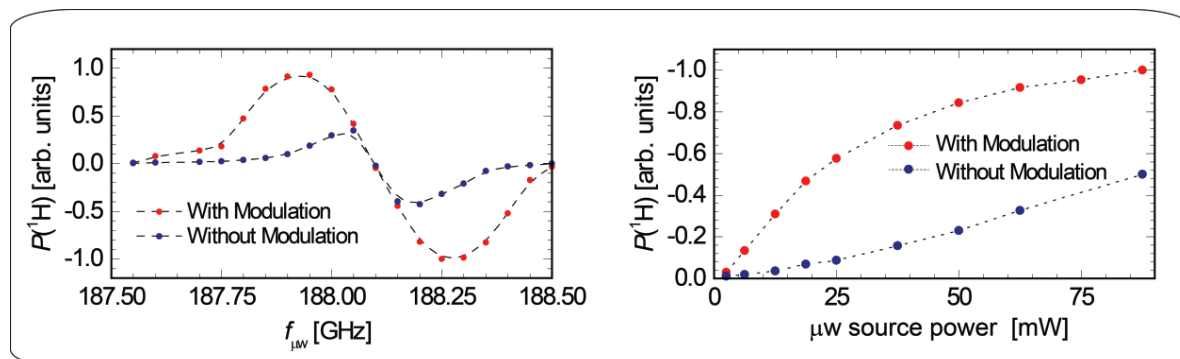 P(¹H) [arb. units]
1.0
0.5
0.0
-0.5
-1.0
With Modulation
Without Modulation
187.50
187.75
188.00
188.25
188.50
fμw [GHz]
P(¹H) [arb. units]
-1.0
-0.8
-0.6
-0.4
-0.2
0.0
With Modulation
Without Modulation
0
25
50
75
μw source power [mW]